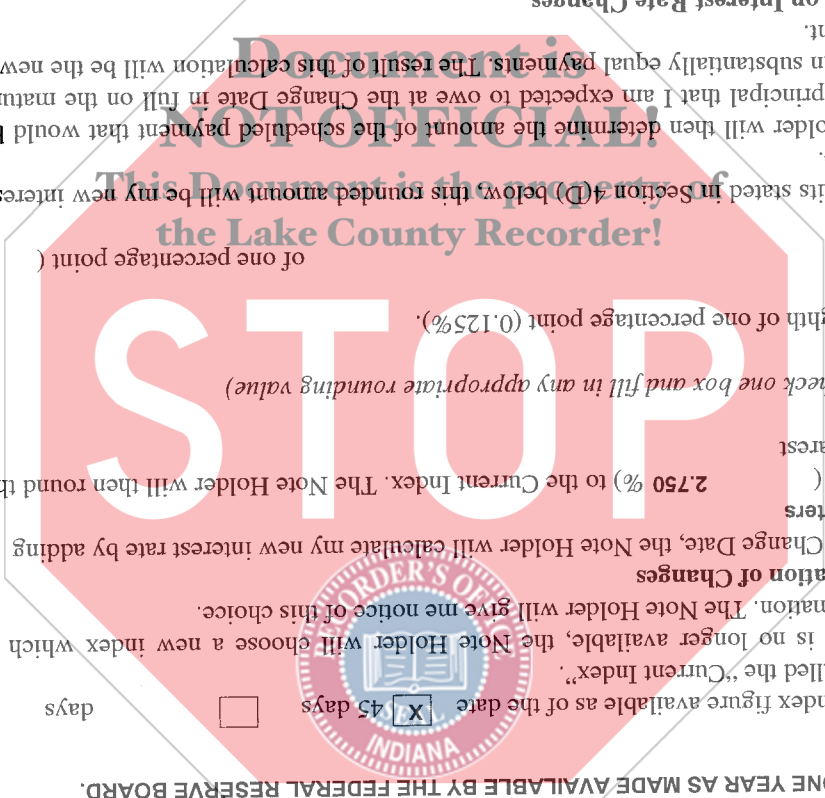 Document is
NOT OFFICIAL!
This Document is the property of
the Lake County Recorder!
STOP
RECORDER'S OFFICE
SEAL
INDIANA
ONE YEAR AS MADE AVAILABLE BY THE FEDERAL RESERVE BOARD.
ndex figure available as of the date X 45 days days
lled the “Current Index”.
is no longer available, the Note Holder will choose a new index which
mation. The Note Holder will give me notice of this choice.
ation of Changes
Change Date, the Note Holder will calculate my new interest rate by adding
ters
( 2.750 %) to the Current Index. The Note Holder will then round th
arest
heck one box and fill in any appropriate rounding value)
ghth of one percentage point (0.125%).
of one percentage point (
its stated in Section 4(D) below, this rounded amount will be my new interes
older will then determine the amount of the scheduled payment that would b
principal that I am expected to owe at the Change Date in full on the matur
n substantially equal payments. The result of this calculation will be the new
nt.
on Interest Rate Changes